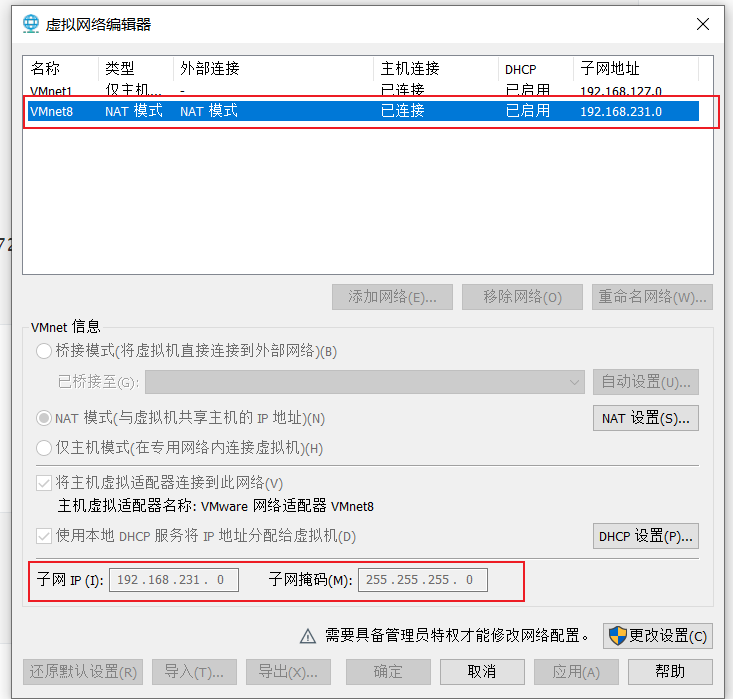 虚拟网络编辑器
名称 类型 外部连接 主机连接 DHCP 子网地址
VMnet1 仅主机... - 已连接 已启用 192.168.127.0
VMnet8 NAT 模式 NAT 模式 已连接 已启用 192.168.231.0
72
添加网络(E)... 移除网络(O) 重命名网络(W)...
VMnet 信息
桥接模式(将虚拟机直接连接到外部网络)(B)
已桥接至(G): 自动设置(U)...
NAT 模式(与虚拟机共享主机的 IP 地址)(N) NAT 设置(S)...
仅主机模式(在专用网络内连接虚拟机)(H)
将主机虚拟适配器连接到此网络(V)
主机虚拟适配器名称: VMware 网络适配器 VMnet8
使用本地 DHCP 服务将 IP 地址分配给虚拟机(D) DHCP 设置(P)...
子网 IP (I): 192 . 168 . 231 . 0 子网掩码(M): 255 . 255 . 255 . 0
需要具备管理员特权才能修改网络配置。 更改设置(C)
还原默认设置(R) 导入(T)... 导出(X)... 确定 取消 应用(A) 帮助